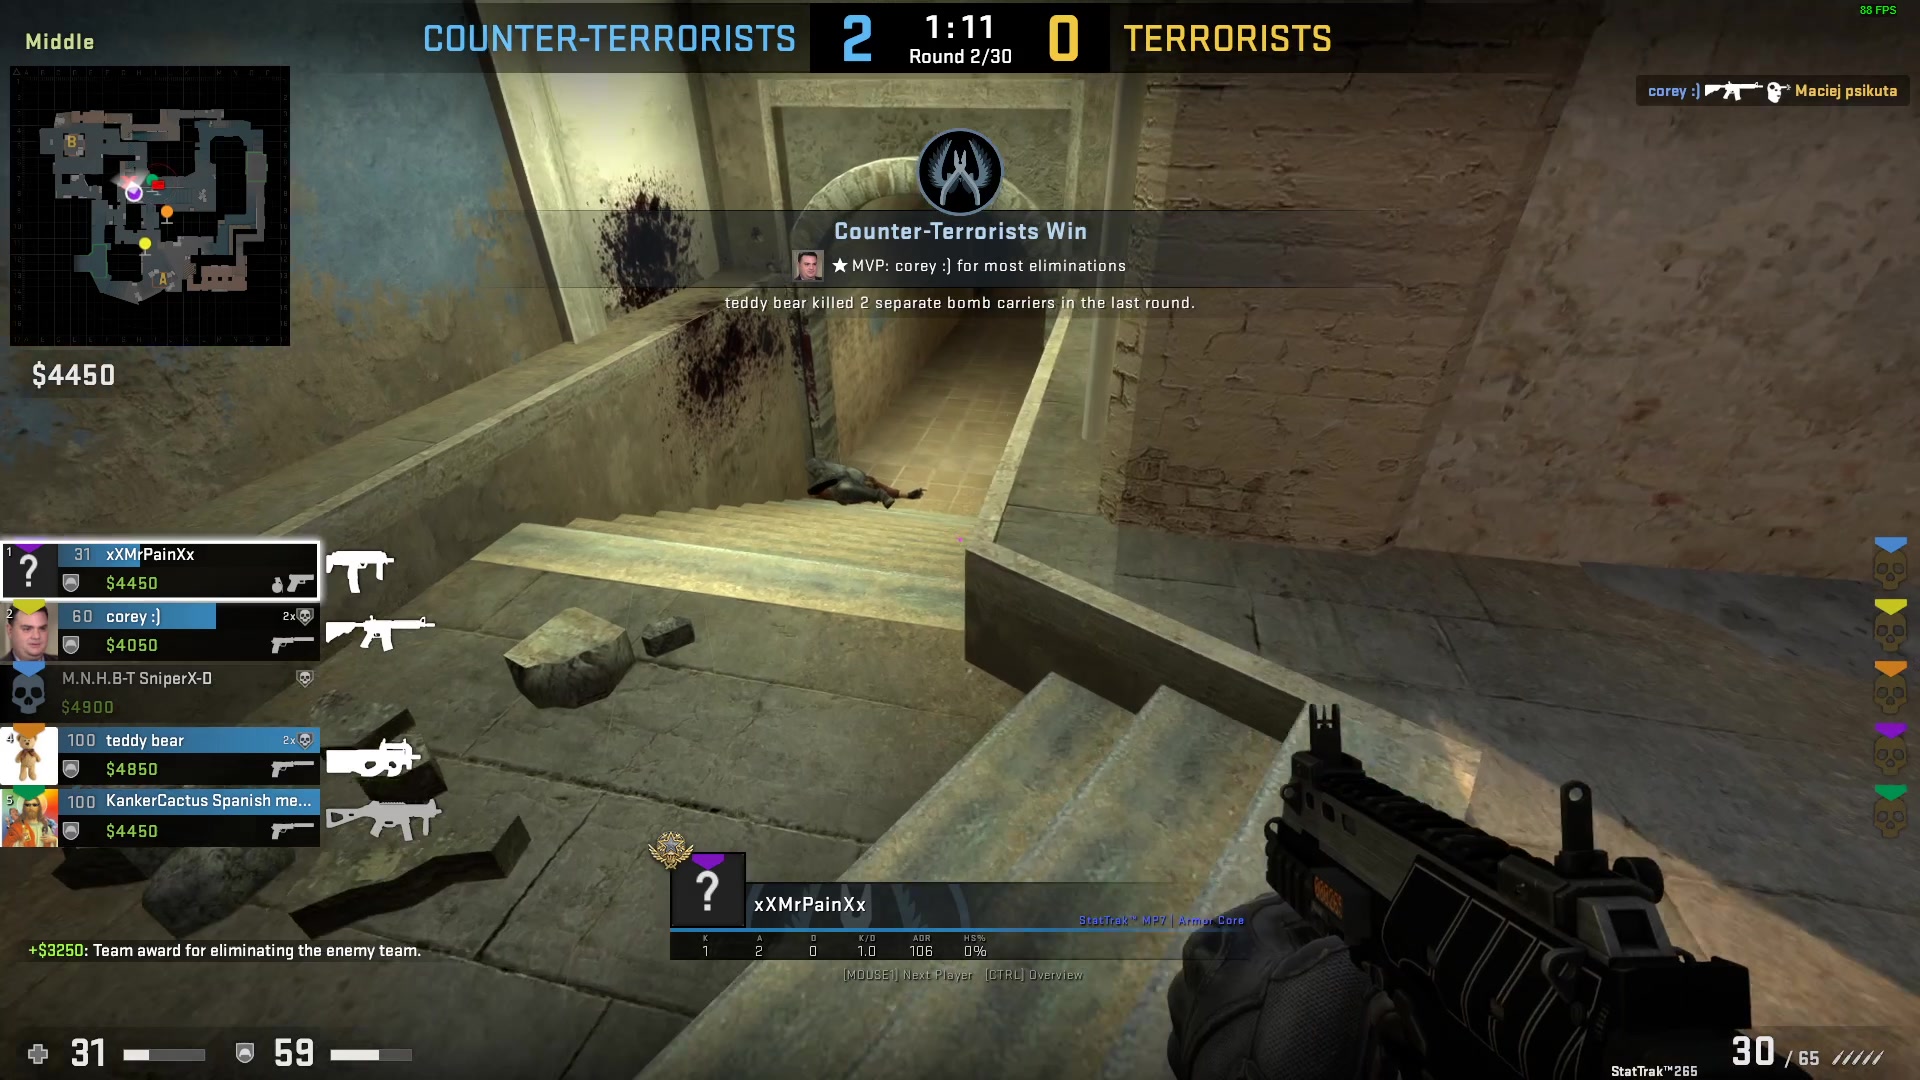 88 FPS
Middle
COUNTER-TERRORISTS 2 1:11 0 TERRORISTS
Round 2/30
corey :) Maciej psikuta
B
A
Counter-Terrorists Win
★ MVP: corey :) for most eliminations
teddy bear killed 2 separate bomb carriers in the last round.
$4450
1 ? 31 xXMrPainXx
$4450
2 60 corey :) 2x
$4050
M.N.H.B-T SniperX-D
$4900
4 100 teddy bear 2x
$4850
5 100 KankerCactus Spanish me...
$4450
? xXMrPainXx
StatTrak™ MP7 | Armor Core
K A D K/D ADR HS%
1 2 0 1.0 106 0%
[MOUSE1] Next Player [CTRL] Overview
+$3250: Team award for eliminating the enemy team.
31 59
30 / 65
StatTrak™265